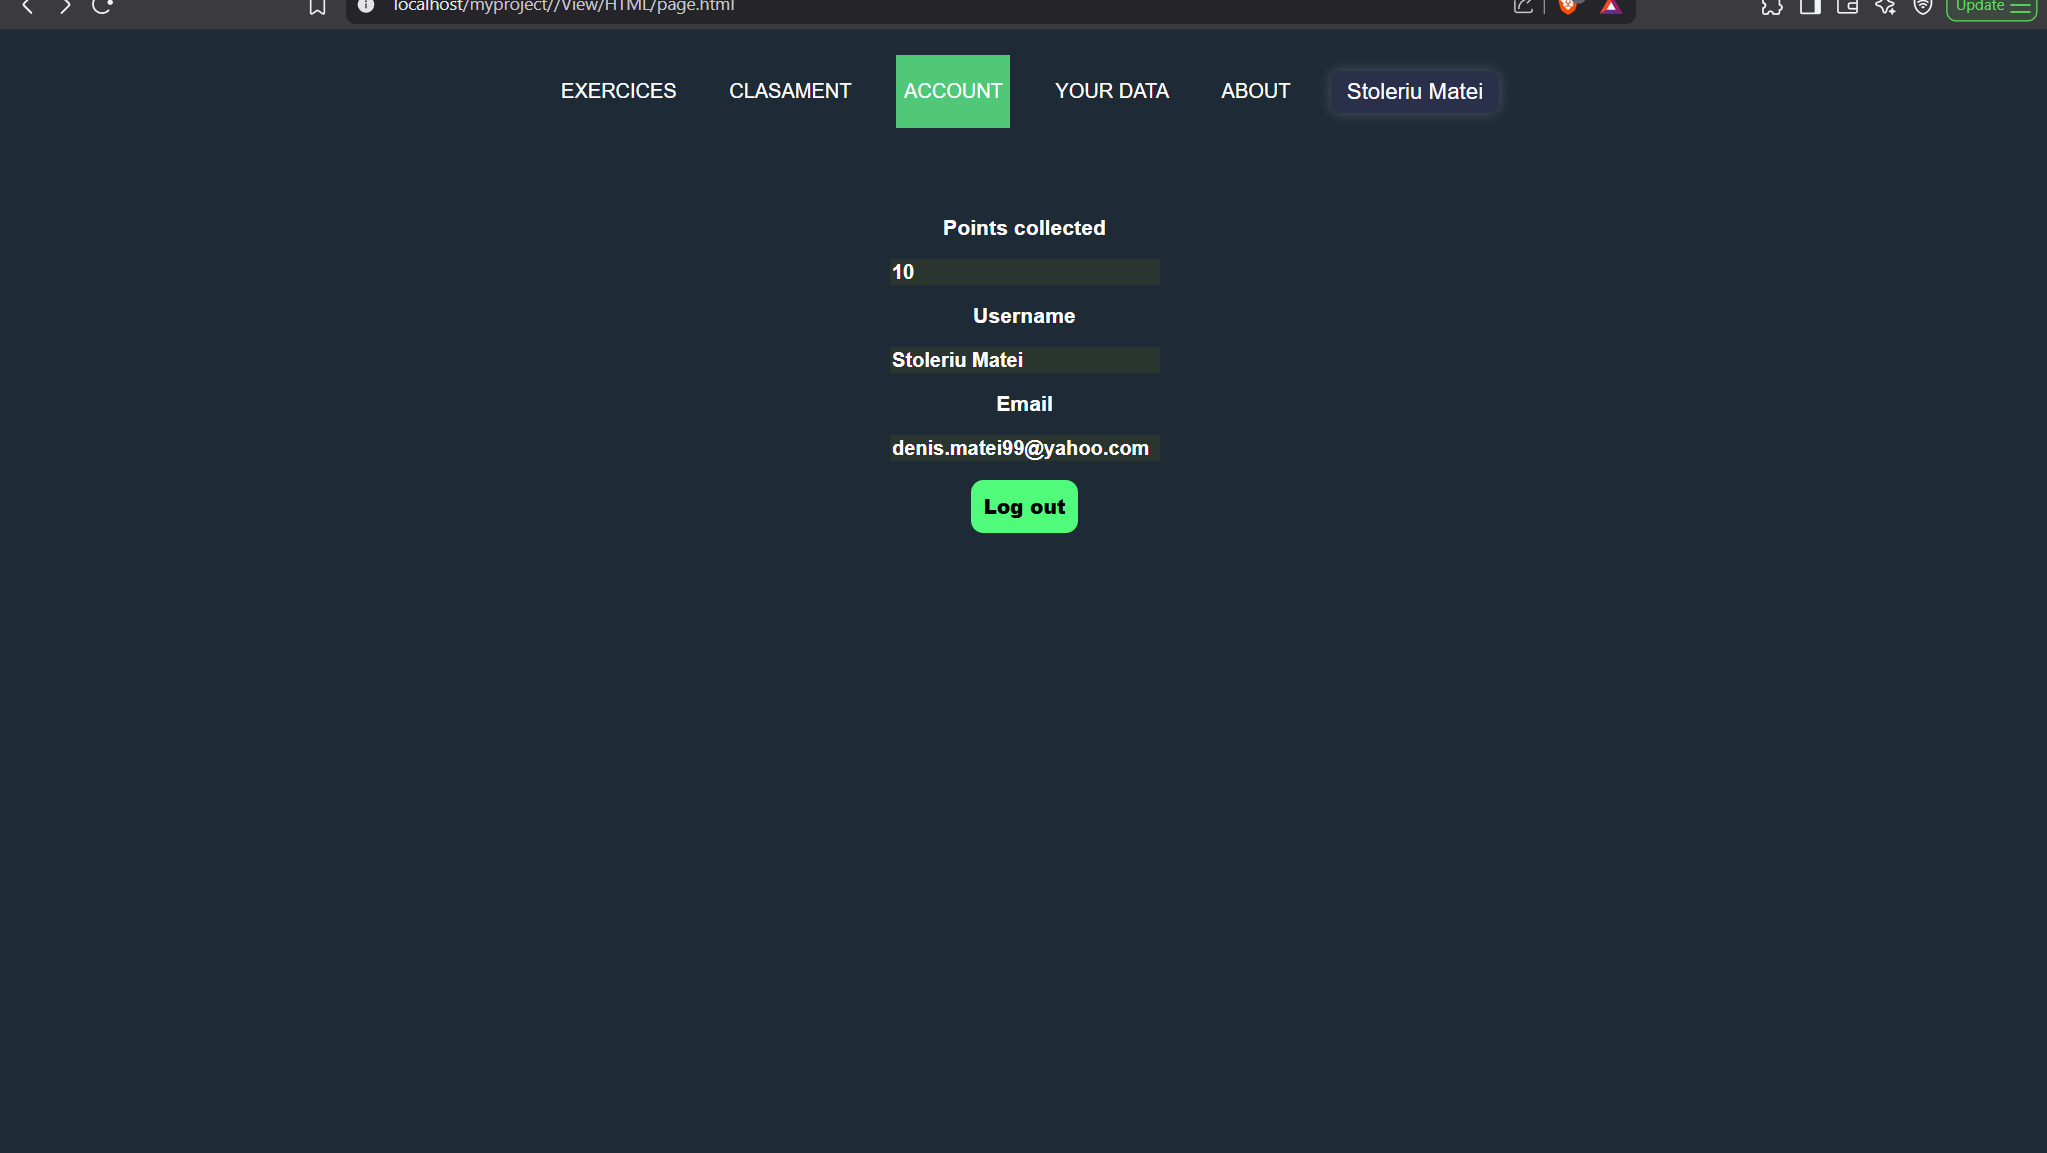 localhost/myproject//View/HTML/page.html
Update
EXERCICES CLASAMENT ACCOUNT YOUR DATA ABOUT Stoleriu Matei
Points collected
10
Username
Stoleriu Matei
Email
denis.matei99@yahoo.com
Log out